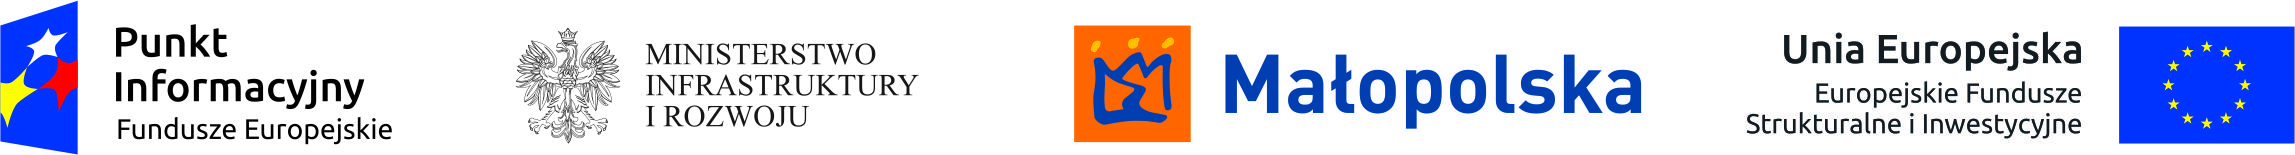 Punkt
Informacyjny
Fundusze Europejskie
MINISTERSTWO
INFRASTRUKTURY
I ROZWOJU
Małopolska
Unia Europejska
Europejskie Fundusze
Strukturalne i Inwestycyjne